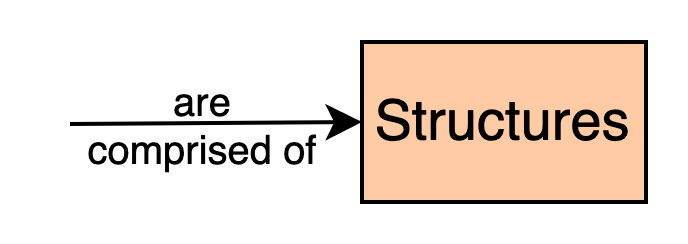 are
comprised of
Structures